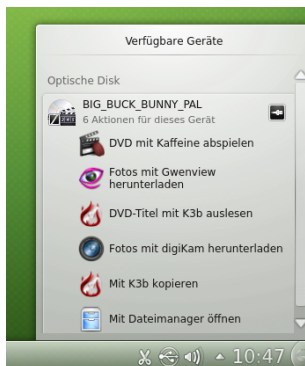 Verfügbare Geräte
Optische Disk
BIG_BUCK_BUNNY_PAL
6 Aktionen für dieses Gerät
DVD mit Kaffeine abspielen
Fotos mit Gwenview
herunterladen
DVD-Titel mit K3b auslesen
Fotos mit digiKam herunterladen
Mit K3b kopieren
Mit Dateimanager öffnen
10:47